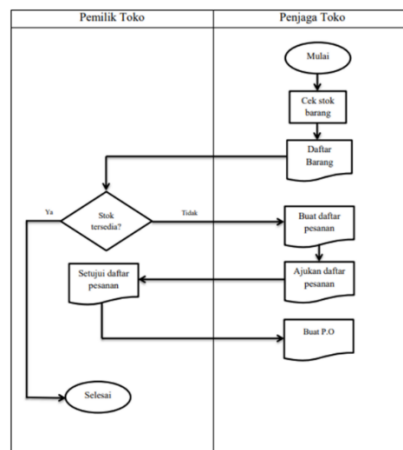 Pemilik Toko
Penjaga Toko
Mulai
Cek stok
barang
Daftar
Barang
Ya
Stok
tersedia?
Tidak
Buat daftar
pesanan
Setujui daftar
pesanan
Ajukan daftar
pesanan
Buat P.O
Selesai